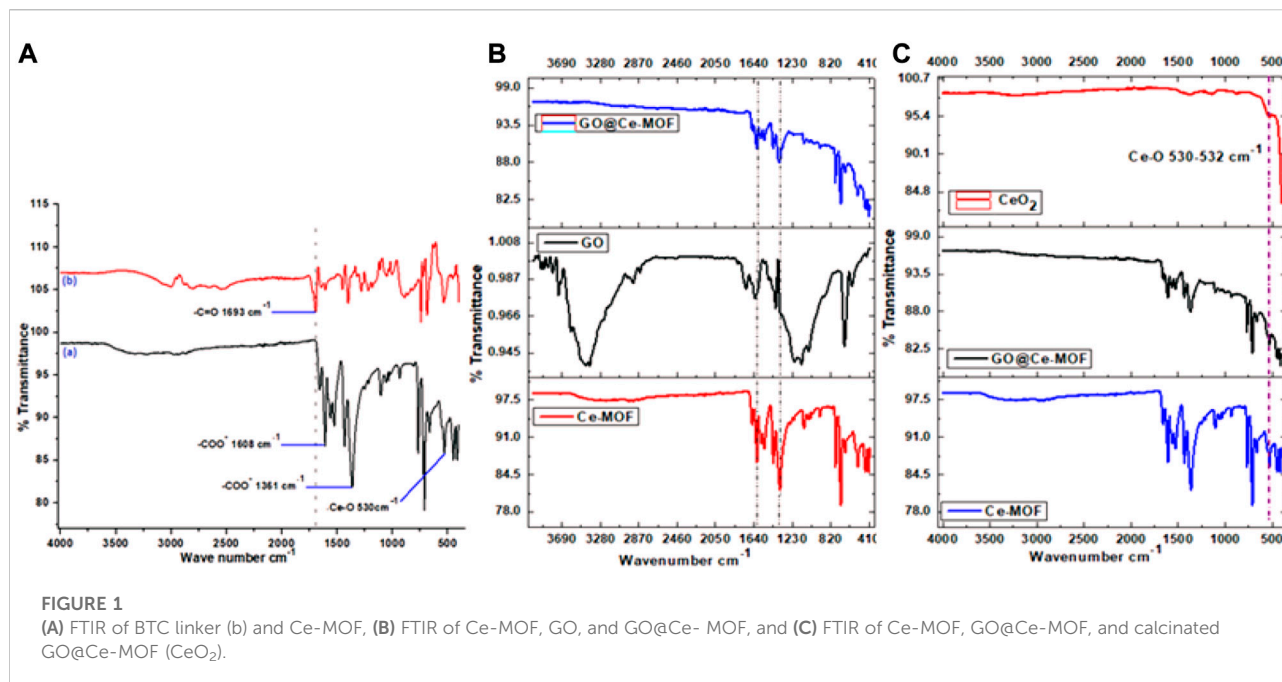 A
115
110
105
100
95
90
85
80
% Transmittance
(b)
-C=O 1693 cm⁻¹
(a)
-COO⁻ 1608 cm⁻¹
-COO⁻ 1361 cm⁻¹
-Ce-O 530cm⁻¹
4000 3500 3000 2500 2000 1500 1000 500
Wave number cm⁻¹
B
3690 3280 2870 2460 2050 1640 1230 820 410
99.0
93.5
88.0
82.5
GO@Ce-MOF
1.008
0.987
0.966
0.945
GO
97.5
91.0
84.5
78.0
Ce-MOF
% Transmittance
3690 3280 2870 2460 2050 1640 1230 820 410
Wavenumber cm⁻¹
C
4000 3500 3000 2500 2000 1500 1000 500
100.7
95.4
90.1
84.8
Ce-O 530-532 cm⁻¹
CeO₂
99.0
93.5
88.0
82.5
GO@Ce-MOF
97.5
91.0
84.5
78.0
Ce-MOF
% Transmittance
4000 3500 3000 2500 2000 1500 1000 500
Wavenumber cm⁻¹
FIGURE 1
(A) FTIR of BTC linker (b) and Ce-MOF, (B) FTIR of Ce-MOF, GO, and GO@Ce- MOF, and (C) FTIR of Ce-MOF, GO@Ce-MOF, and calcinated
GO@Ce-MOF (CeO₂).